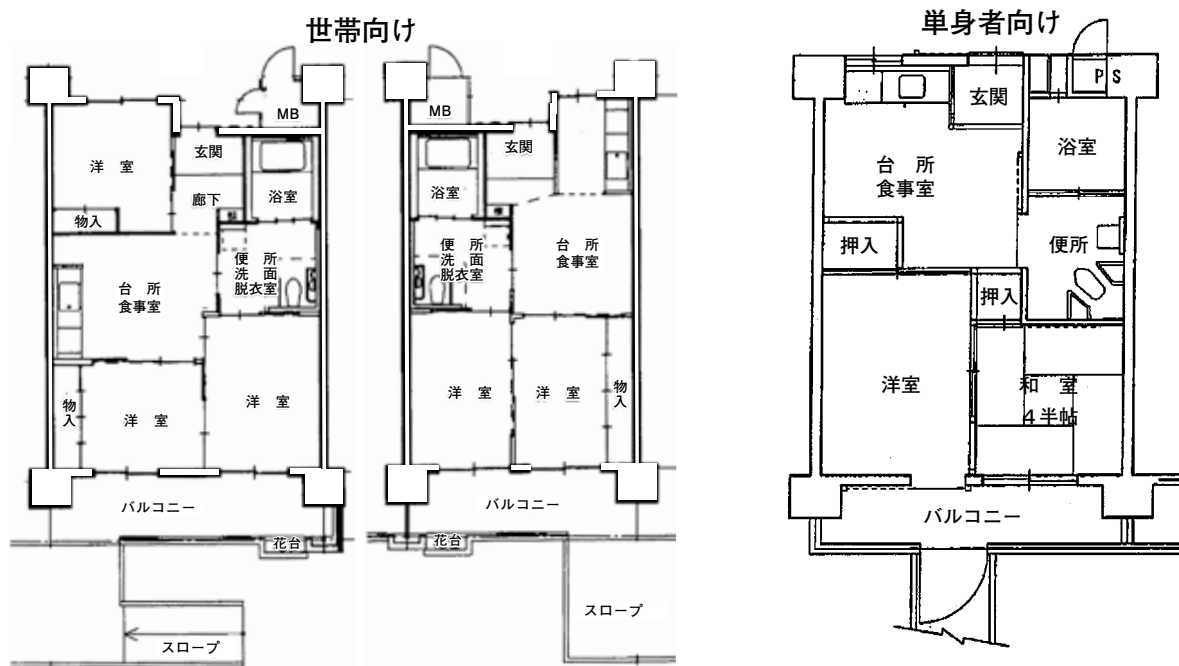 世帯向け
MB
玄関
洋 室
廊下
浴室
物入
便 所
洗 面
脱衣室
台 所
食事室
物入
洋 室
洋 室
バルコニー
花台
スロープ
MB
玄関
浴室
便 所
洗 面
脱衣室
台 所
食事室
洋 室
洋 室
物入
バルコニー
花台
スロープ
単身者向け
PS
玄関
浴室
台 所
食事室
押入
便所
押入
洋室
和 室
4半帖
バルコニー